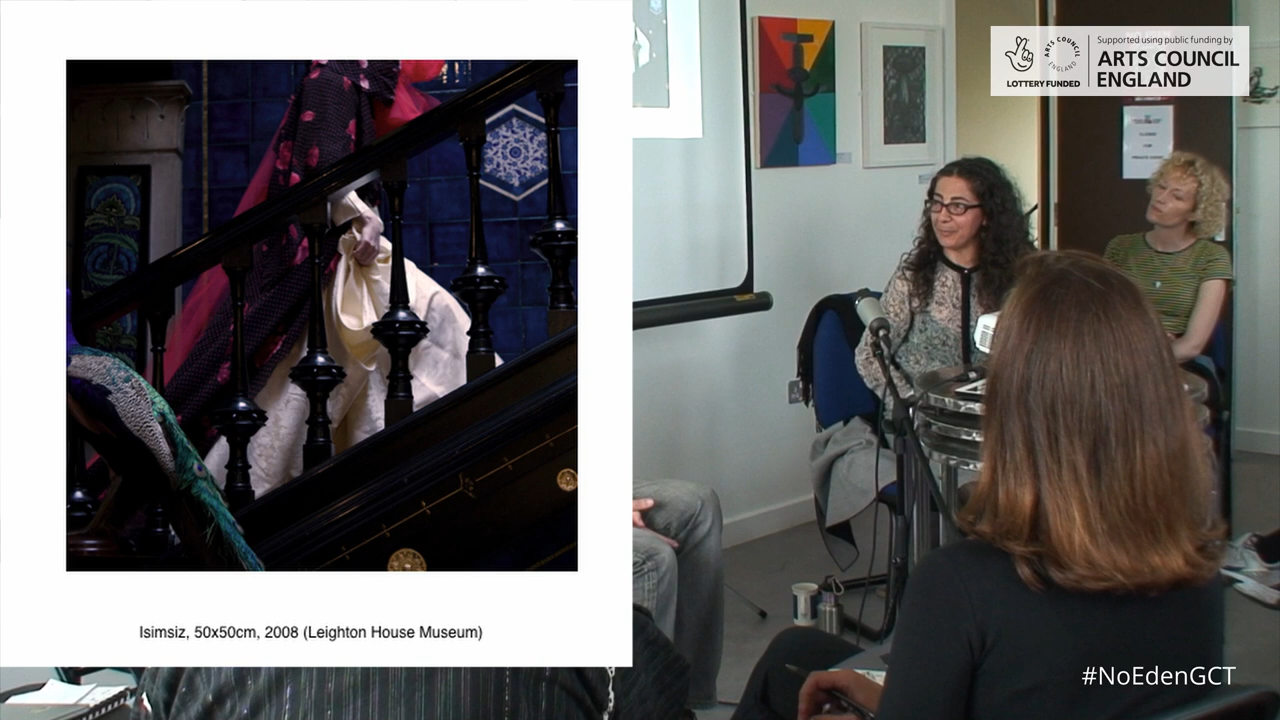 Supported using public funding by
ARTS COUNCIL
ENGLAND
LOTTERY FUNDED
ARTS COUNCIL
ENGLAND
Isimsiz, 50x50cm, 2008 (Leighton House Museum)
#NoEdenGCT